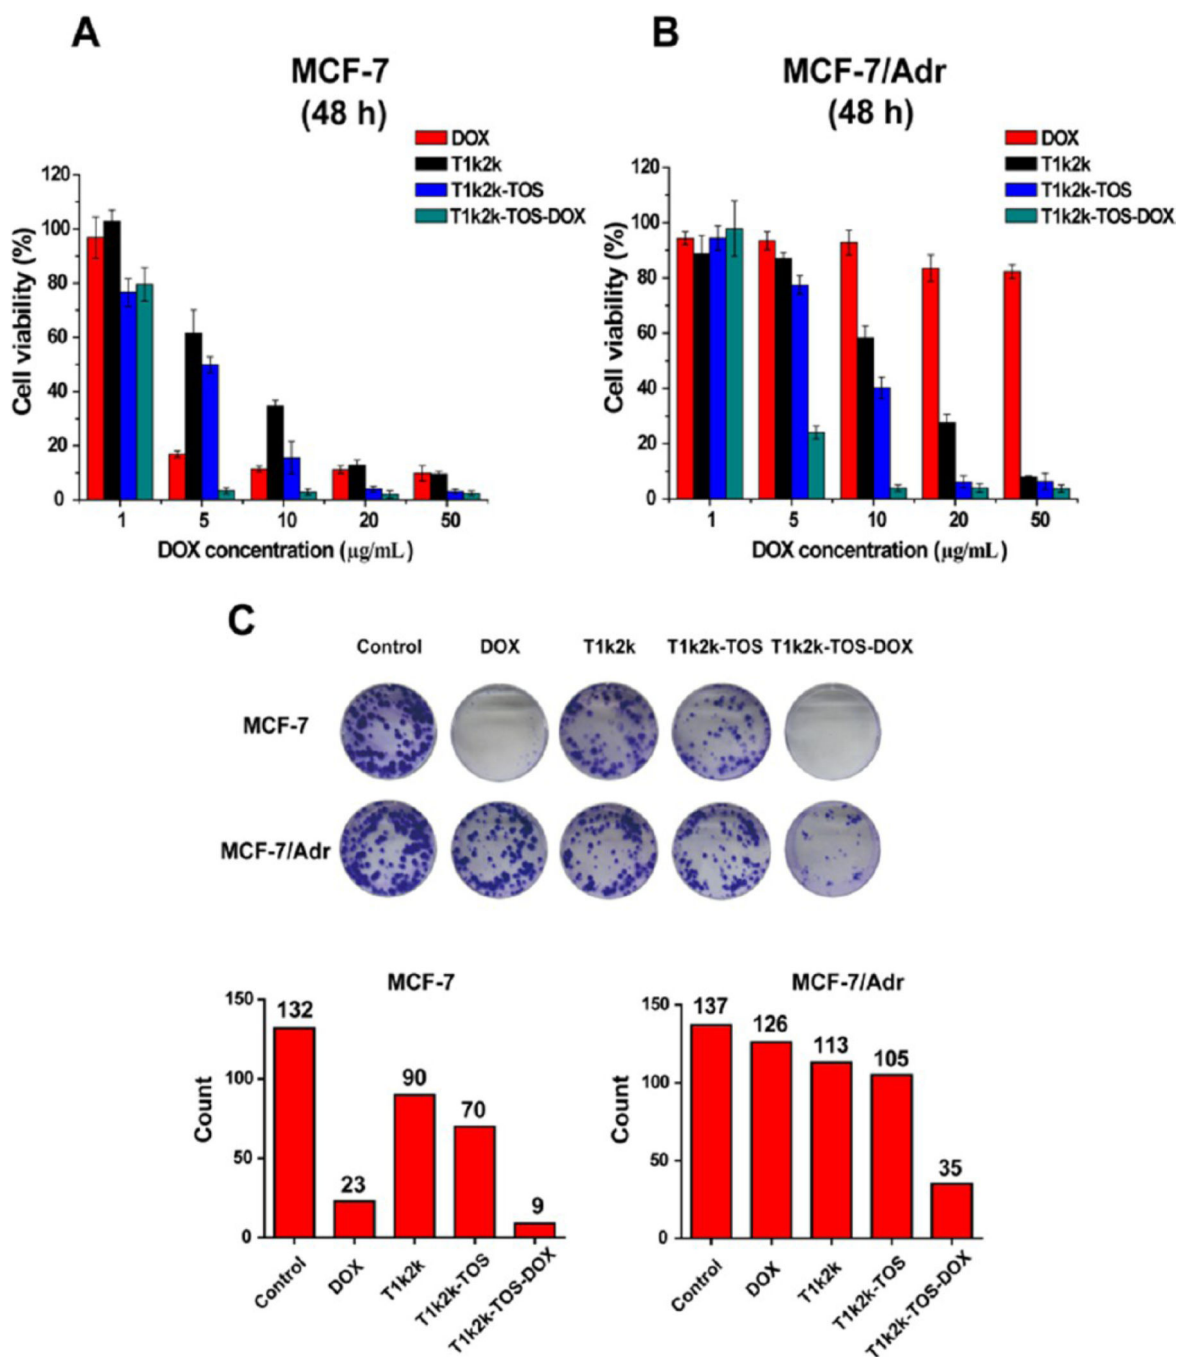 A
MCF-7
(48 h)
DOX
T1k2k
T1k2k-TOS
T1k2k-TOS-DOX
120
100
80
60
40
20
0
Cell viability (%)
1 5 10 20 50
DOX concentration (μg/mL)
B
MCF-7/Adr
(48 h)
DOX
T1k2k
T1k2k-TOS
T1k2k-TOS-DOX
120
100
80
60
40
20
0
Cell viability (%)
1 5 10 20 50
DOX concentration (μg/mL)
C
Control DOX T1k2k T1k2k-TOS T1k2k-TOS-DOX
MCF-7
MCF-7/Adr
MCF-7
150
100
50
0
Count
132
23
90
70
9
Control
DOX
T1k2k
T1k2k-TOS
T1k2k-TOS-DOX
MCF-7/Adr
150
100
50
0
Count
137
126
113
105
35
Control
DOX
T1k2k
T1k2k-TOS
T1k2k-TOS-DOX